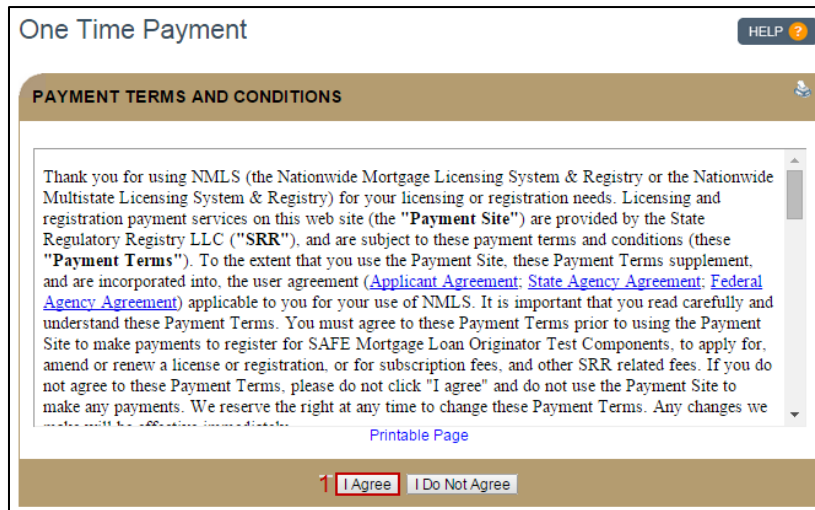 One Time Payment
HELP ?
PAYMENT TERMS AND CONDITIONS
Thank you for using NMLS (the Nationwide Mortgage Licensing System & Registry or the Nationwide
Multistate Licensing System & Registry) for your licensing or registration needs. Licensing and
registration payment services on this web site (the "Payment Site") are provided by the State
Regulatory Registry LLC ("SRR"), and are subject to these payment terms and conditions (these
"Payment Terms"). To the extent that you use the Payment Site, these Payment Terms supplement,
and are incorporated into, the user agreement (Applicant Agreement; State Agency Agreement; Federal
Agency Agreement) applicable to you for your use of NMLS. It is important that you read carefully and
understand these Payment Terms. You must agree to these Payment Terms prior to using the Payment
Site to make payments to register for SAFE Mortgage Loan Originator Test Components, to apply for,
amend or renew a license or registration, or for subscription fees, and other SRR related fees. If you do
not agree to these Payment Terms, please do not click "I agree" and do not use the Payment Site to
make any payments. We reserve the right at any time to change these Payment Terms. Any changes we
Printable Page
1 I Agree I Do Not Agree